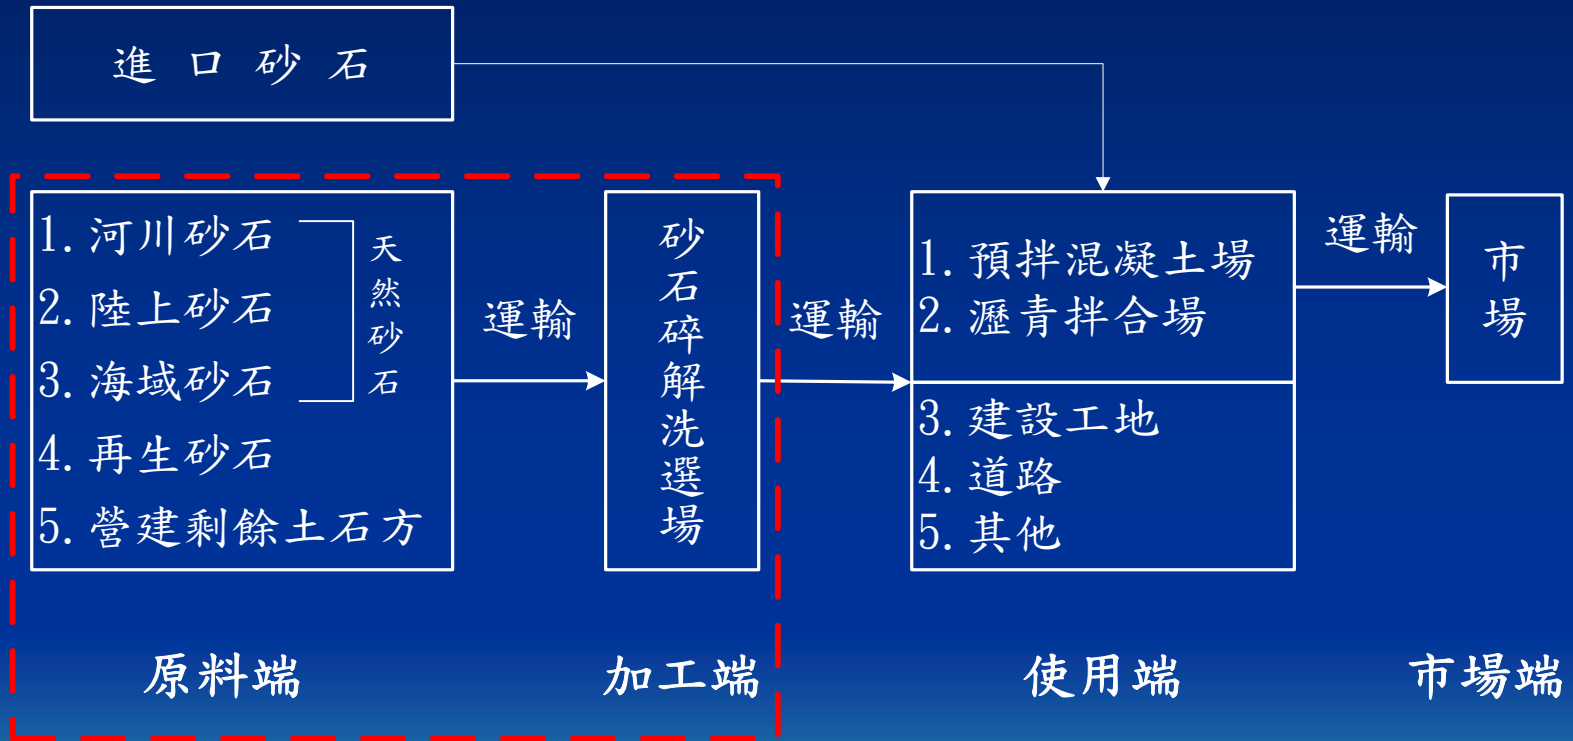 進口砂石
1.河川砂石
2.陸上砂石
3.海域砂石
4.再生砂石
5.營建剩餘土石方
天然砂石
運輸
砂石碎解洗選場
運輸
1.預拌混凝土場
2.瀝青拌合場
3.建設工地
4.道路
5.其他
運輸
市場
原料端
加工端
使用端
市場端